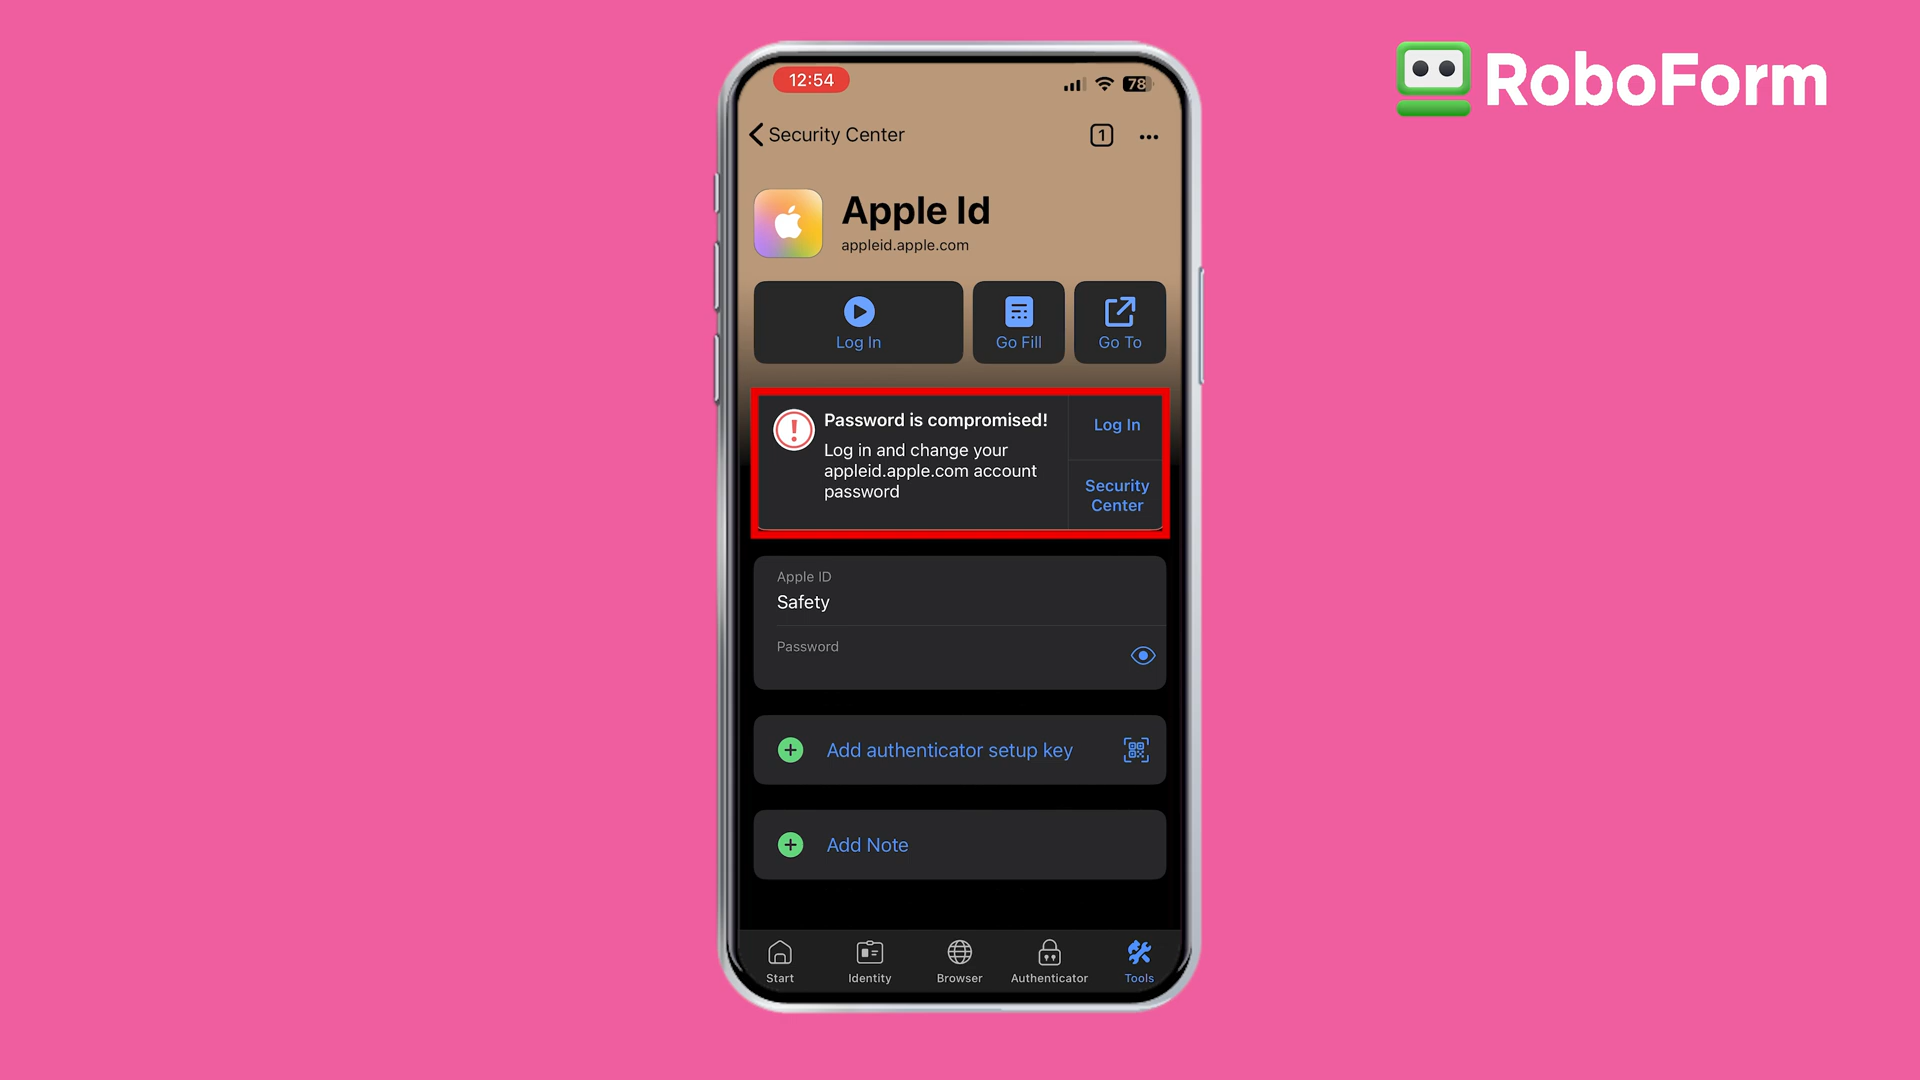 RoboForm
12:54
78
Security Center
1
Apple Id
appleid.apple.com
Log In
Go Fill
Go To
Password is compromised!
Log in and change your
appleid.apple.com account
password
Log In
Security
Center
Apple ID
Safety
Password
Add authenticator setup key
Add Note
Start
Identity
Browser
Authenticator
Tools